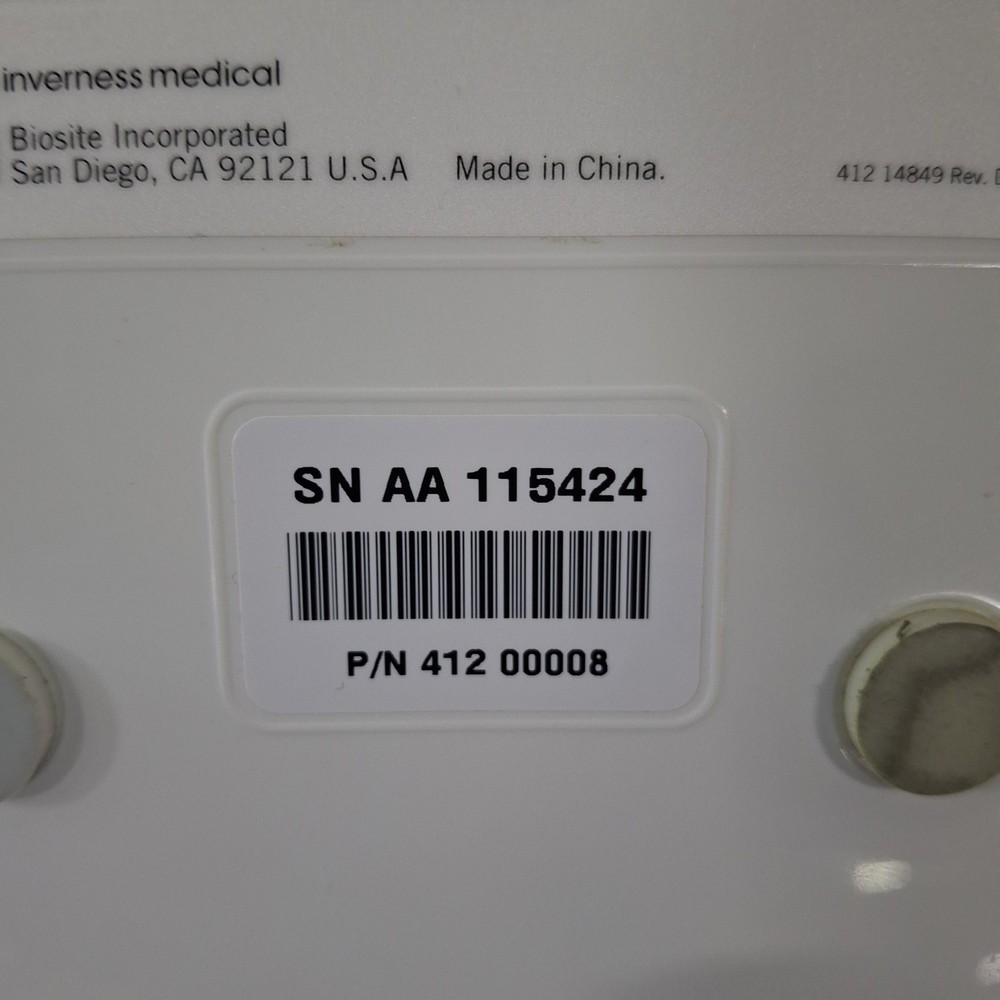 inverness medical
Biosite Incorporated
San Diego, CA 92121 U.S.A Made in China.
412 14849 Rev.
SN AA 115424
P/N 412 00008